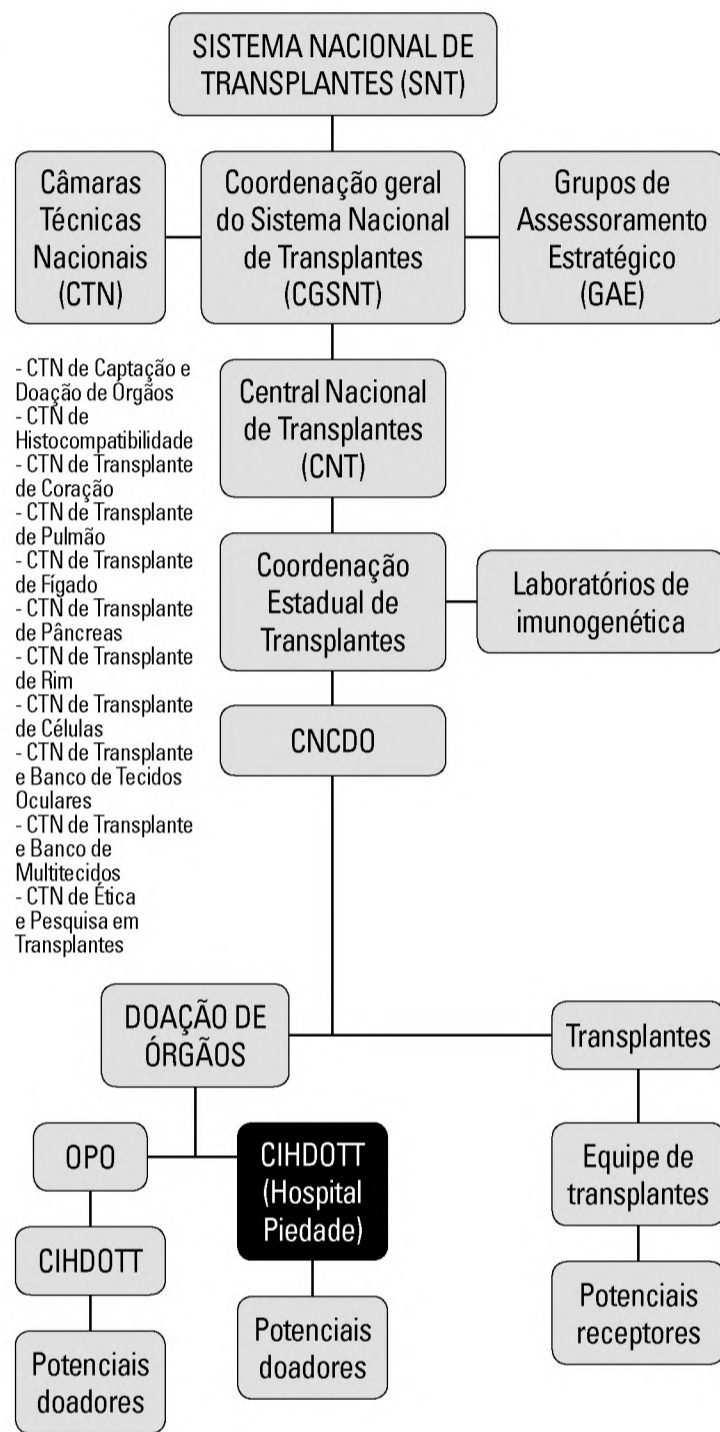 SISTEMA NACIONAL DE
TRANSPLANTES (SNT)
Câmaras
Técnicas
Nacionais
(CTN)
Coordenação geral
do Sistema Nacional
de Transplantes
(CGSNT)
Grupos de
Assessoramento
Estratégico
(GAE)
- CTN de Captação e
Doação de Órgãos
- CTN de
Histocompatibilidade
- CTN de Transplante
de Coração
- CTN de Transplante
de Pulmão
- CTN de Transplante
de Fígado
- CTN de Transplante
de Pâncreas
- CTN de Transplante
de Rim
- CTN de Transplante
de Células
- CTN de Transplante
e Banco de Tecidos
Oculares
- CTN de Transplante
e Banco de
Multitecidos
- CTN de Ética
e Pesquisa em
Transplantes
Central Nacional
de Transplantes
(CNT)
Coordenação
Estadual de
Transplantes
Laboratórios de
imunogenética
CNCDO
DOAÇÃO DE
ÓRGÃOS
Transplantes
OPO
CIHDOTT
(Hospital
Piedade)
Equipe de
transplantes
CIHDOTT
Potenciais
doadores
Potenciais
doadores
Potenciais
receptores